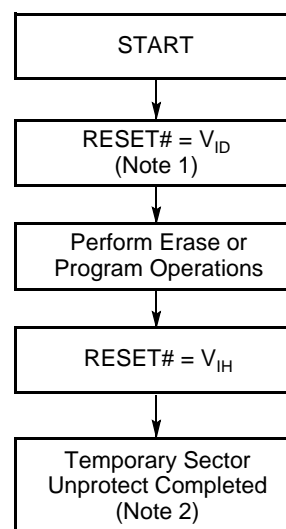 START
RESET# = VID
(Note 1)
Perform Erase or
Program Operations
RESET# = VIH
Temporary Sector
Unprotect Completed
(Note 2)